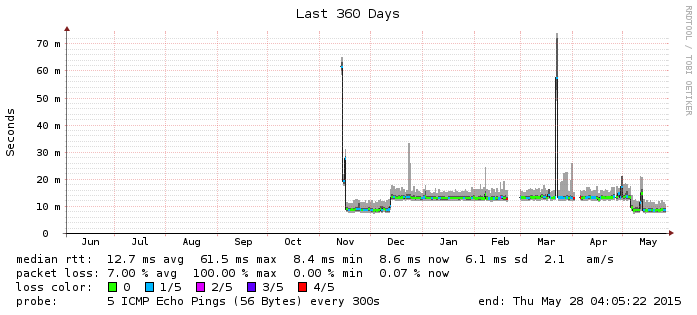 Last 360 Days
RRDTOOL / TOBI OETIKER
Seconds
70 m
60 m
50 m
40 m
30 m
20 m
10 m
0
Jun Jul Aug Sep Oct Nov Dec Jan Feb Mar Apr May
median rtt: 12.7 ms avg 61.5 ms max 8.4 ms min 8.6 ms now 6.1 ms sd 2.1 am/s
packet loss: 7.00 % avg 100.00 % max 0.00 % min 0.07 % now
loss color: 0 1/5 2/5 3/5 4/5
probe: 5 ICMP Echo Pings (56 Bytes) every 300s end: Thu May 28 04:05:22 2015